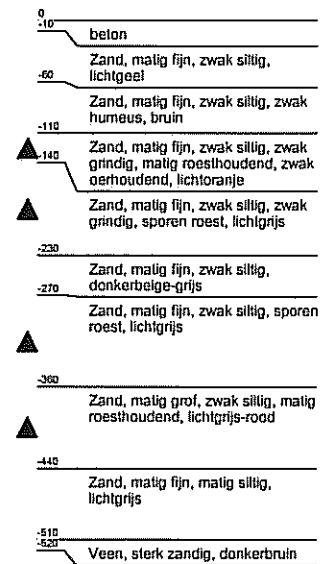 0
-10
beton
Zand, matig fijn, zwak siltig,
lichtgeel
-60
Zand, matig fijn, zwak siltig, zwak
humeus, bruin
-110
Zand, matig fijn, zwak siltig, zwak
grindig, matig roesthoudend, zwak
oerhoudend, lichtoranje
-140
Zand, matig fijn, zwak siltig, zwak
grindig, sporen roest, lichtgrijs
-230
Zand, matig fijn, zwak siltig,
donkerbeige-grijs
-270
Zand, matig fijn, zwak siltig, sporen
roest, lichtgrijs
-360
Zand, matig grof, zwak siltig, matig
roesthoudend, lichtgrijs-rood
-440
Zand, matig fijn, matig siltig,
lichtgrijs
-510
-520
Veen, sterk zandig, donkerbruin